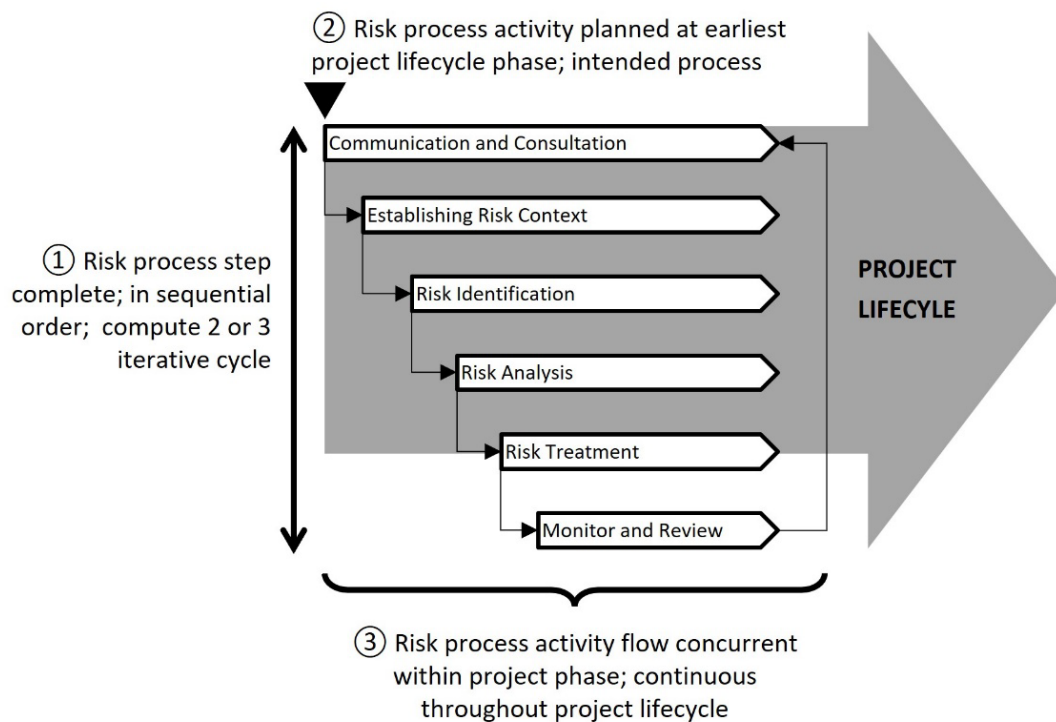 ② Risk process activity planned at earliest
project lifecycle phase; intended process
Communication and Consultation
Establishing Risk Context
① Risk process step
complete; in sequential
order;  compute 2 or 3
iterative cycle
Risk Identification
PROJECT
LIFECYLE
Risk Analysis
Risk Treatment
Monitor and Review
③ Risk process activity flow concurrent
within project phase; continuous
throughout project lifecycle